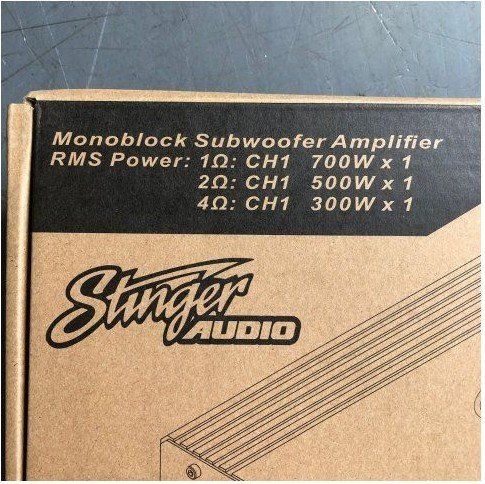 Monoblock Subwoofer Amplifier
RMS Power: 1Ω: CH1 700W x 1
2Ω: CH1 500W x 1
4Ω: CH1 300W x 1
Stinger
AUDIO